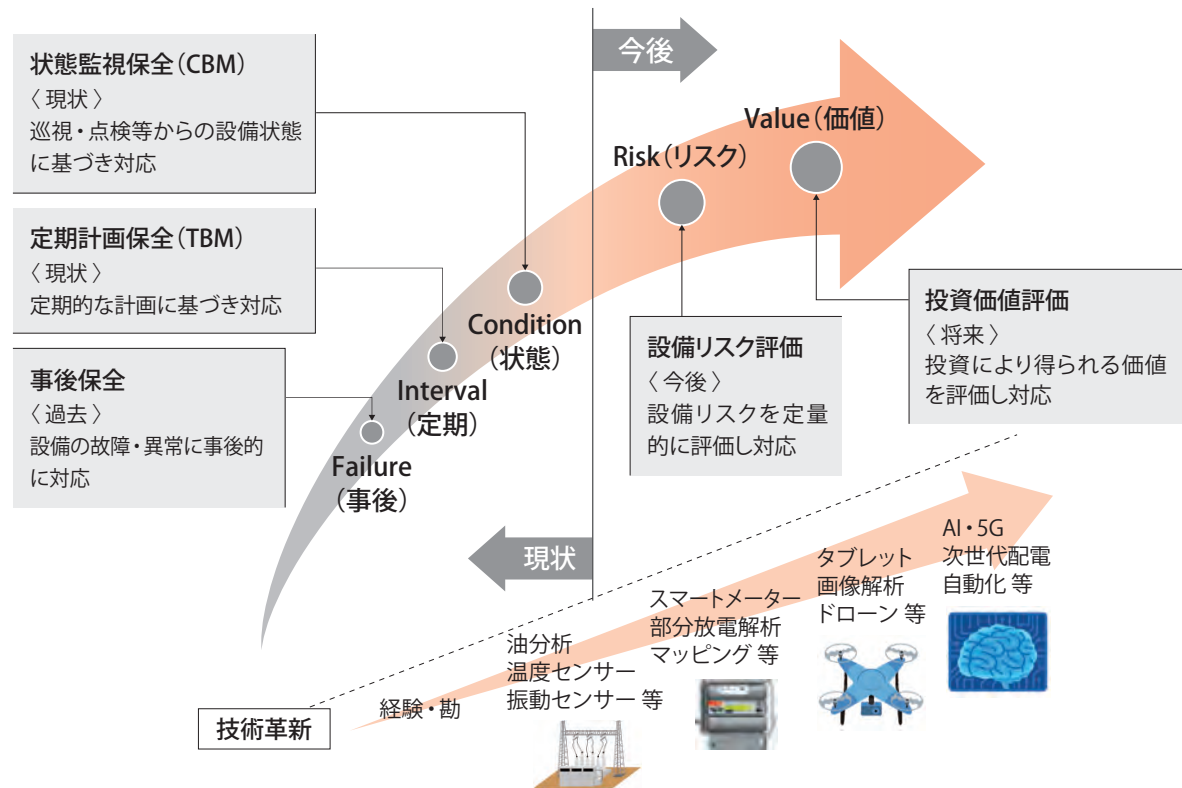 今後
状態監視保全(CBM)
〈 現状 〉
巡視・点検等からの設備状態
に基づき対応
定期計画保全(TBM)
〈 現状 〉
定期的な計画に基づき対応
事後保全
〈 過去 〉
設備の故障・異常に事後的
に対応
Failure
(事後)
Interval
(定期)
Condition
(状態)
Risk(リスク)
Value(価値)
設備リスク評価
〈 今後 〉
設備リスクを定量
的に評価し対応
投資価値評価
〈 将来 〉
投資により得られる価値
を評価し対応
現状
技術革新
経験・勘
油分析
温度センサー
振動センサー 等
スマートメーター
部分放電解析
マッピング 等
タブレット
画像解析
ドローン 等
AI・5G
次世代配電
自動化 等